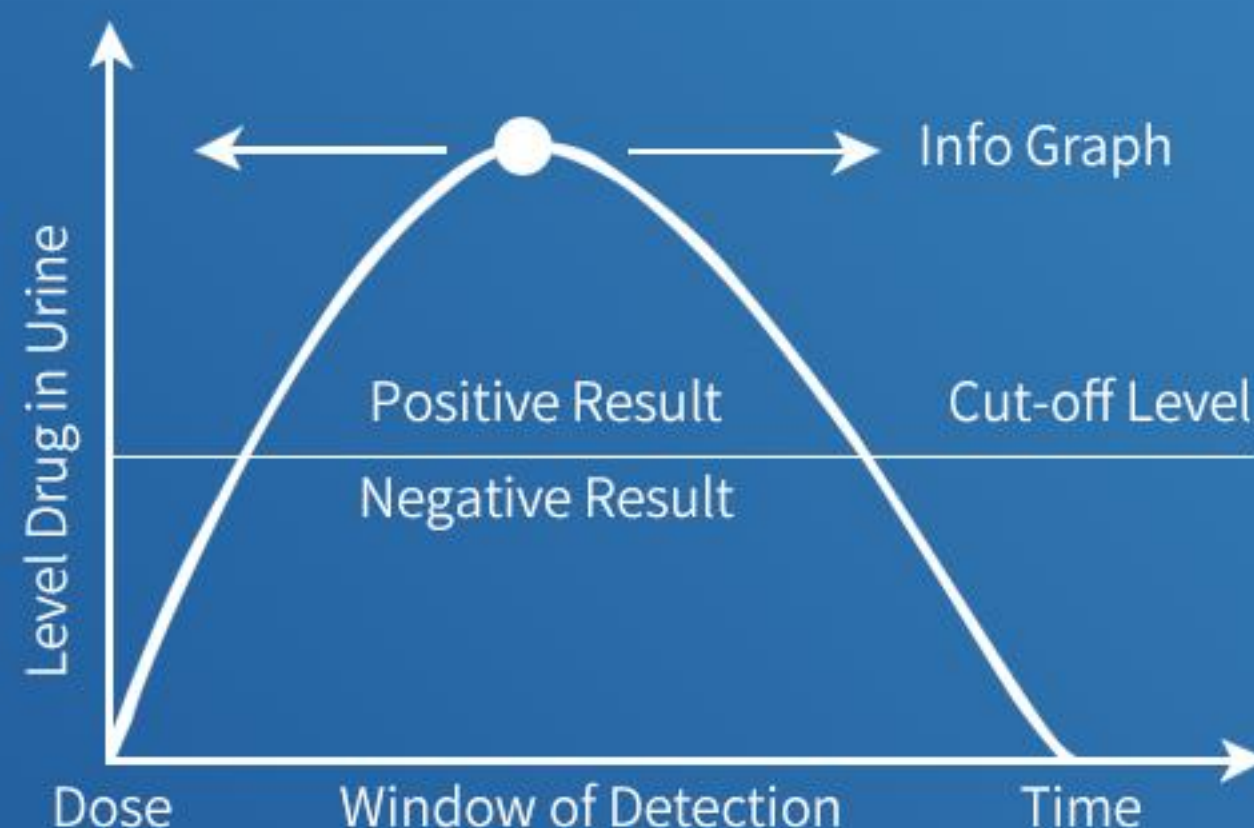 Info Graph
Level Drug in Urine
Positive Result
Cut-off Level
Negative Result
Dose
Window of Detection
Time